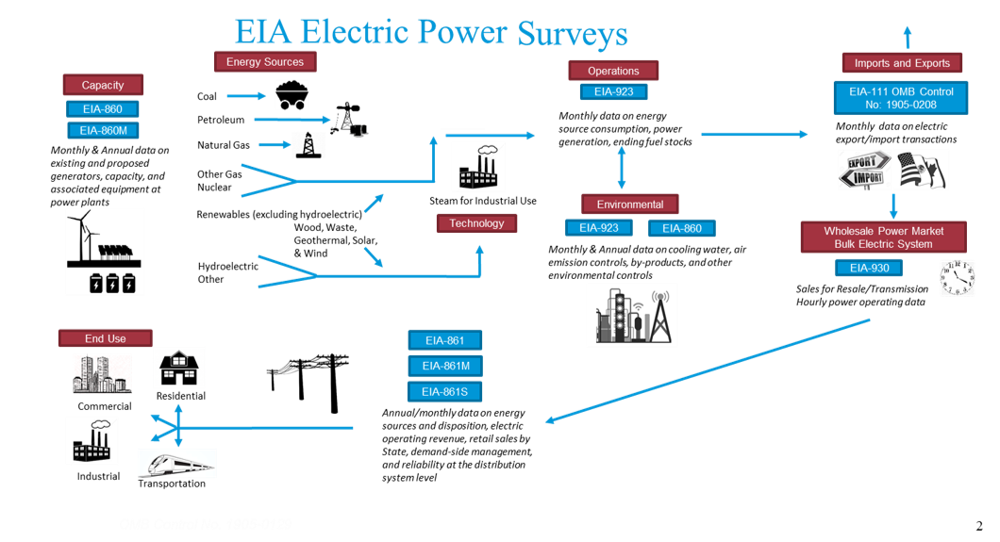 EIA Electric Power Surveys
Capacity
EIA-860
EIA-860M
Monthly & Annual data on
existing and proposed
generators, capacity, and
associated equipment at
power plants
Energy Sources
Coal
Petroleum
Natural Gas
Other Gas
Nuclear
Renewables (excluding hydroelectric)
Wood, Waste,
Geothermal, Solar,
& Wind
Hydroelectric
Other
Steam for Industrial Use
Technology
Operations
EIA-923
Monthly data on energy
source consumption, power
generation, ending fuel stocks
Environmental
EIA-923
EIA-860
Monthly & Annual data on cooling water, air
emission controls, by-products, and other
environmental controls
Imports and Exports
EIA-111 OMB Control
No: 1905-0208
Monthly data on electric
export/import transactions
EXPORT
IMPORT
Wholesale Power Market
Bulk Electric System
EIA-930
Sales for Resale/Transmission
Hourly power operating data
End Use
Commercial
Residential
Industrial
Transportation
EIA-861
EIA-861M
EIA-861S
Annual/monthly data on energy
sources and disposition, electric
operating revenue, retail sales by
State, demand-side management,
and reliability at the distribution
system level
2